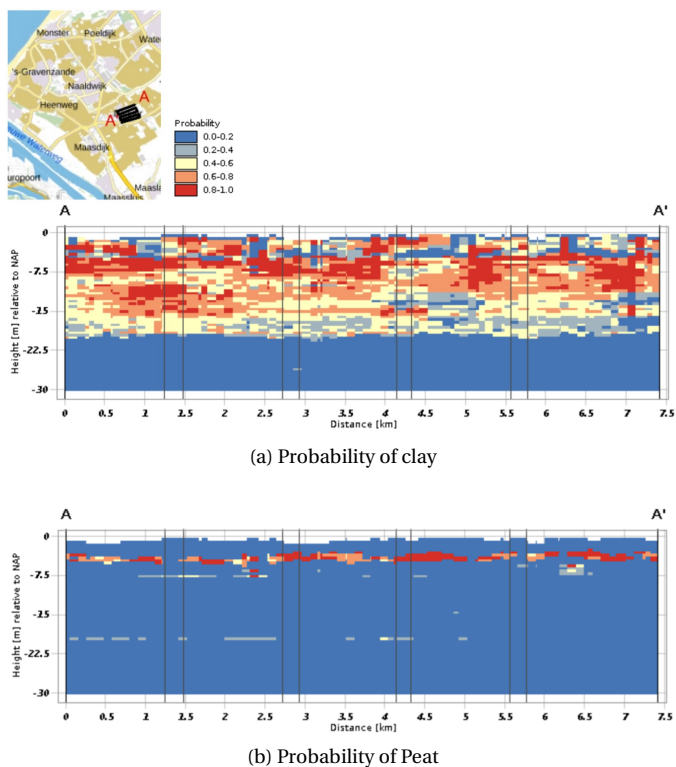 Monster Poeldijk
Wate
's-Gravenzande
Naaldwijk
Heenweg
A
A
Maasdijk
euwe Waterweg
uropoort
Maasla
Maassluis
Probability
0.0-0.2
0.2-0.4
0.4-0.6
0.6-0.8
0.8-1.0
A A'
Height [m] relative to NAP
0
-7.5
-15
-22.5
-30
0 0.5 1 1.5 2 2.5 3 3.5 4 4.5 5 5.5 6 6.5 7 7.5
Distance [km]
(a) Probability of clay
A A'
Height [m] relative to NAP
0
-7.5
-15
-22.5
-30
0 0.5 1 1.5 2 2.5 3 3.5 4 4.5 5 5.5 6 6.5 7 7.5
Distance [km]
(b) Probability of Peat